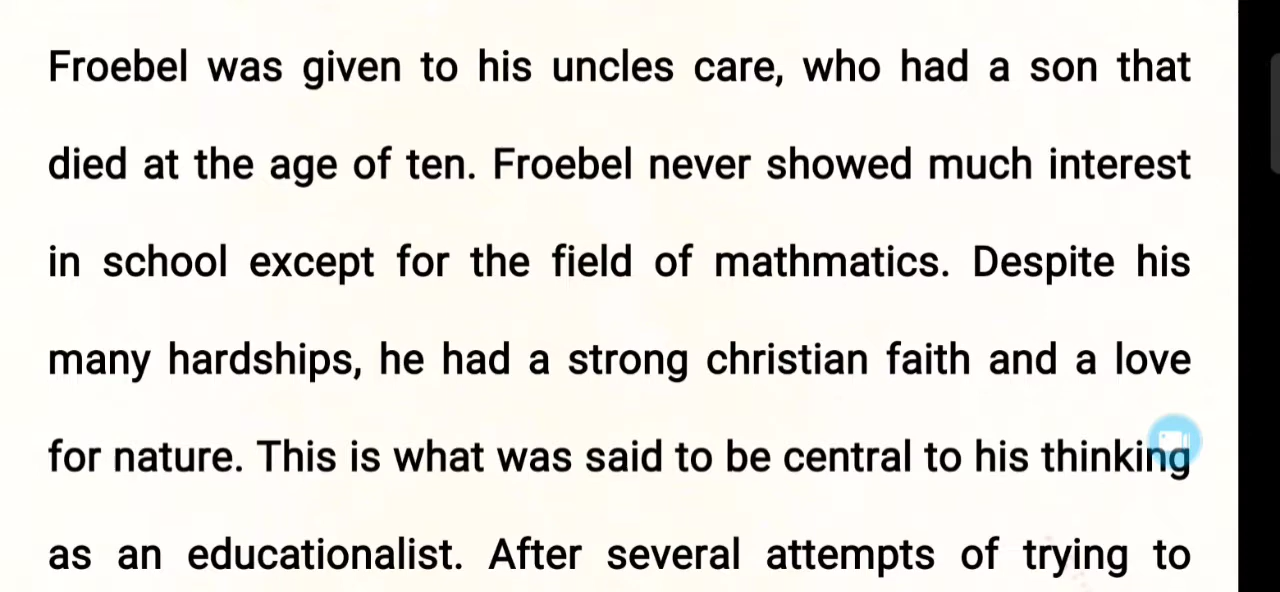 Froebel was given to his uncles care, who had a son that
died at the age of ten. Froebel never showed much interest
in school except for the field of mathmatics. Despite his
many hardships, he had a strong christian faith and a love
for nature. This is what was said to be central to his thinking
as an educationalist. After several attempts of trying to